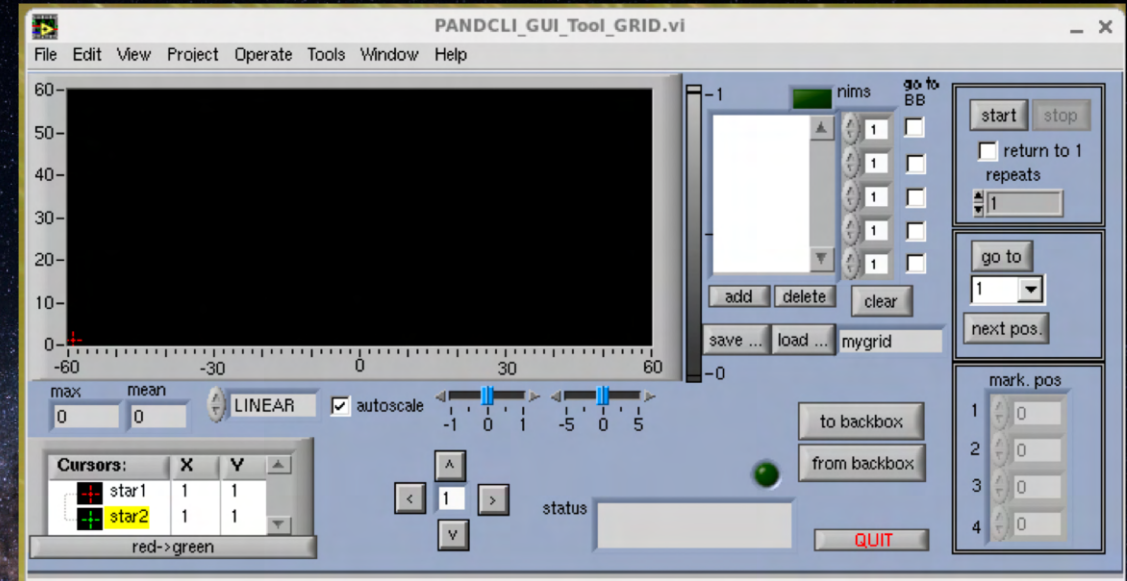 PANDCLI_GUI_Tool_GRID.vi
File Edit View Project Operate Tools Window Help
60
50
40
30
20
10
0
-60 -30 0 30 60
1
0
nims
go to
BB
1
1
1
1
1
add delete clear
save ... load ... mygrid
start stop
return to 1
repeats
1
go to
1
next pos.
max mean
0 0
LINEAR
autoscale
-1 0 1
-5 0 5
Cursors: X Y
star1 1 1
star2 1 1
red->green
^
< 1 >
v
status
to backbox
from backbox
QUIT
mark. pos
1 0
2 0
3 0
4 0